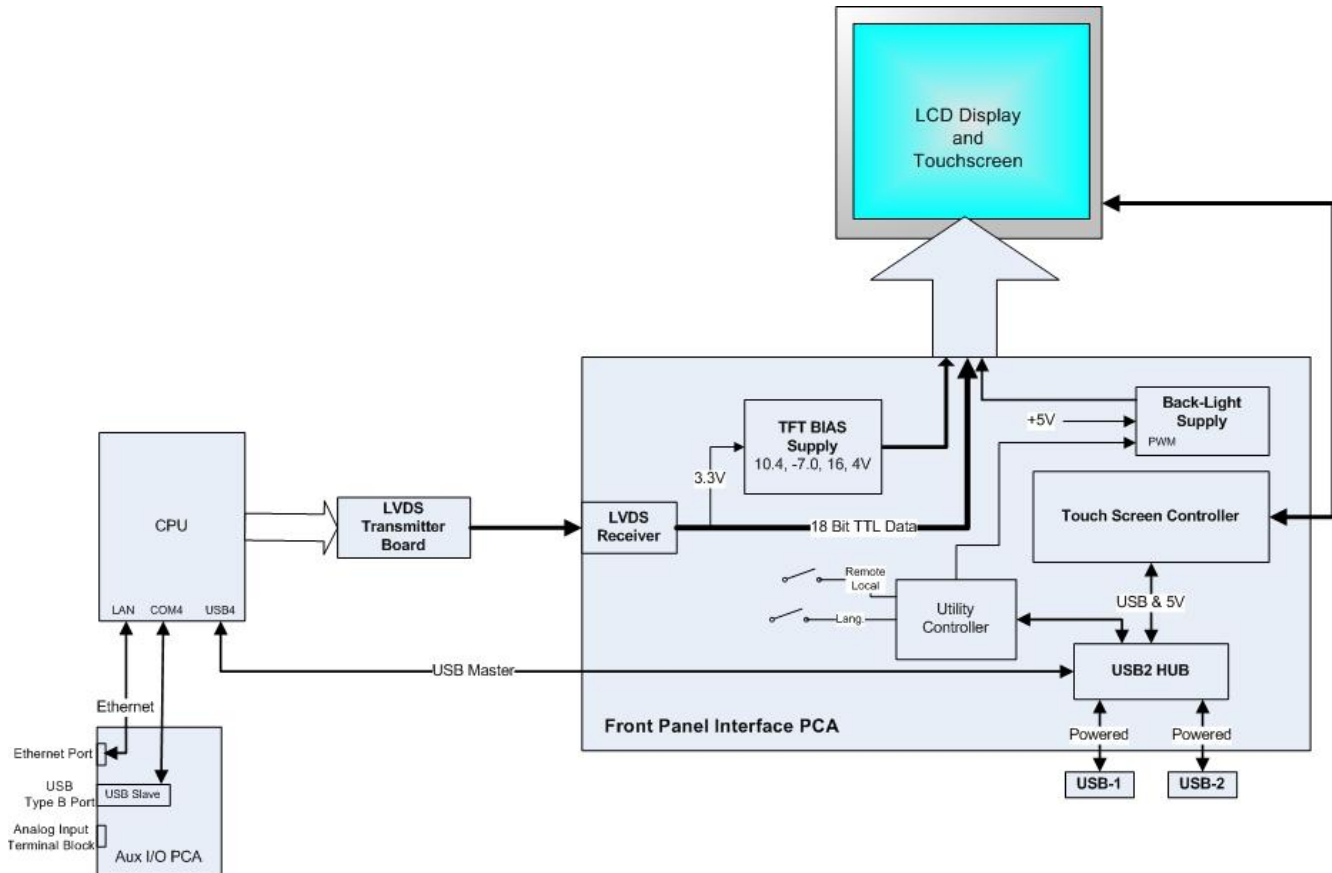 LCD Display
and
Touchscreen
Back-Light
Supply
+5V
PWM
TFT BIAS
Supply
10.4, -7.0, 16, 4V
3.3V
CPU
LAN COM4 USB4
LVDS
Transmitter
Board
LVDS
Receiver
18 Bit TTL Data
Touch Screen Controller
Remote
Local
Lang.
Utility
Controller
USB & 5V
USB2 HUB
USB Master
Front Panel Interface PCA
Powered
Powered
USB-1
USB-2
Ethernet
Ethernet Port
USB
Type B Port
USB Slave
Analog Input
Terminal Block
Aux I/O PCA